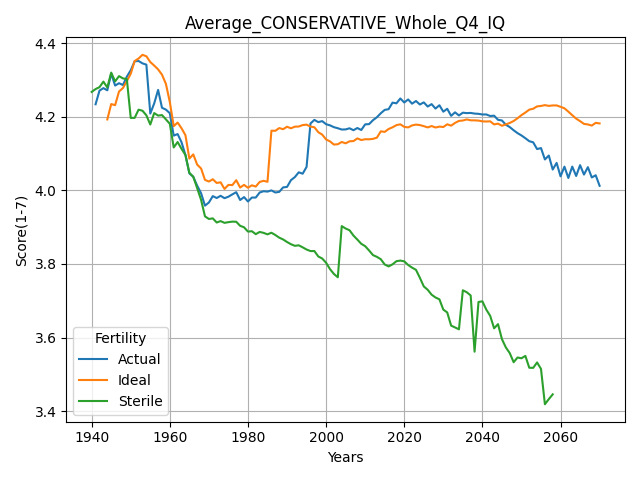 Average_CONSERVATIVE_Whole_Q4_IQ
Score(1-7)
4.4
4.2
4.0
3.8
3.6
3.4
Fertility
Actual
Ideal
Sterile
1940 1960 1980 2000 2020 2040 2060
Years